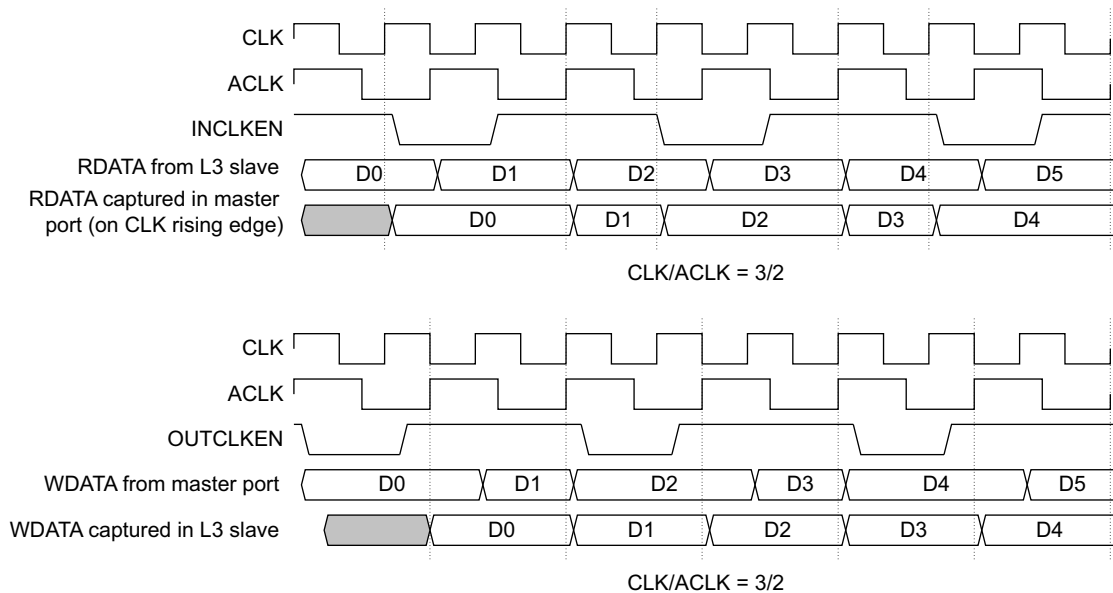 CLK
ACLK
INCLKEN
RDATA from L3 slave D0 D1 D2 D3 D4 D5
RDATA captured in master
port (on CLK rising edge) D0 D1 D2 D3 D4
CLK/ACLK = 3/2
CLK
ACLK
OUTCLKEN
WDATA from master port D0 D1 D2 D3 D4 D5
WDATA captured in L3 slave D0 D1 D2 D3 D4
CLK/ACLK = 3/2